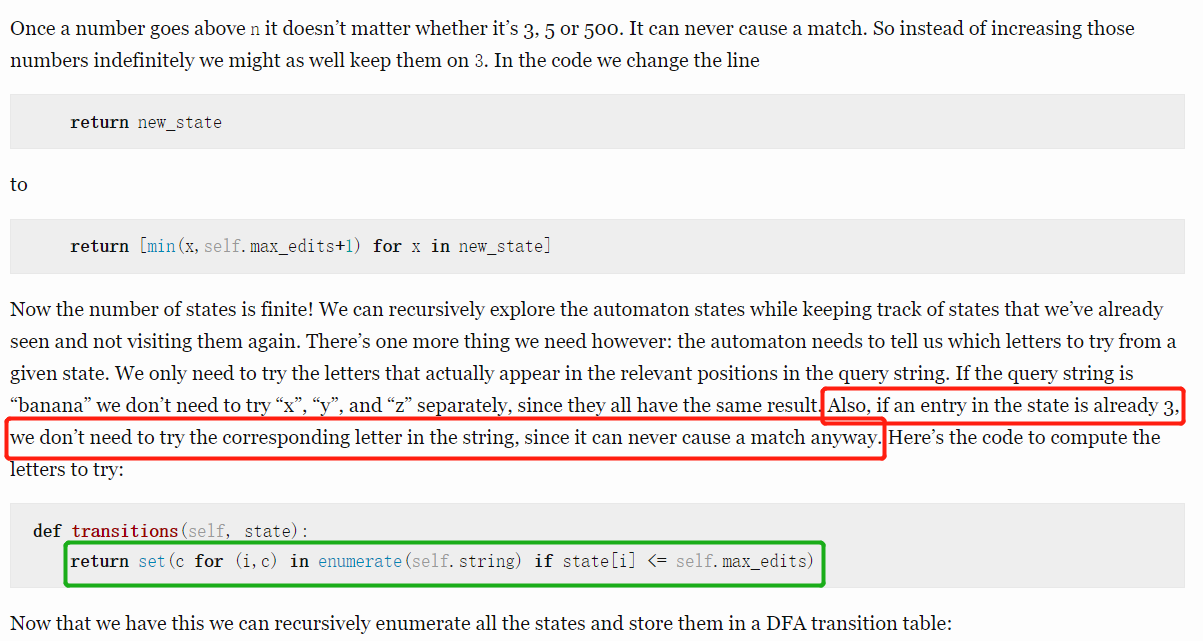 Once a number goes above n it doesn’t matter whether it’s 3, 5 or 500. It can never cause a match. So instead of increasing those
numbers indefinitely we might as well keep them on 3. In the code we change the line
return new_state
to
return [min(x,self.max_edits+1) for x in new_state]
Now the number of states is finite! We can recursively explore the automaton states while keeping track of states that we’ve already
seen and not visiting them again. There’s one more thing we need however: the automaton needs to tell us which letters to try from a
given state. We only need to try the letters that actually appear in the relevant positions in the query string. If the query string is
“banana” we don’t need to try “x”, “y”, and “z” separately, since they all have the same result. Also, if an entry in the state is already 3,
we don’t need to try the corresponding letter in the string, since it can never cause a match anyway. Here’s the code to compute the
letters to try:
def transitions(self, state):
return set(c for (i,c) in enumerate(self.string) if state[i] <= self.max_edits)
Now that we have this we can recursively enumerate all the states and store them in a DFA transition table: